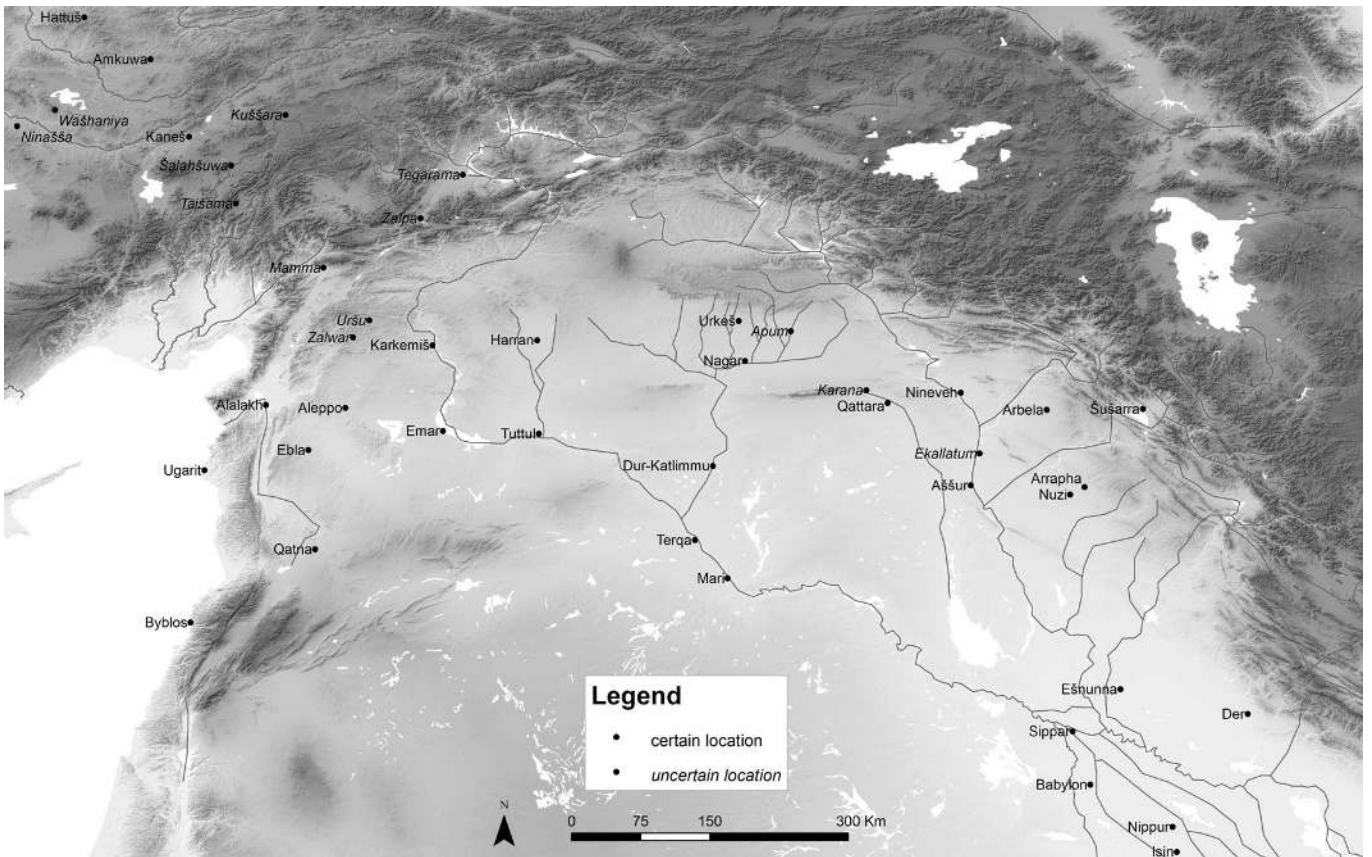 Hattuš
Amkuwa
Wašhaniya
Ninašša
Kuššara
Kaneš
Šalahšuwa
Tegarama
Taišama
Zalpa
Mamma
Uršu
Zalwar
Karkemiš
Harran
Urkeš
Apum
Nagar
Karana
Qattara
Nineveh
Arbela
Šušarra
Alalakh
Aleppo
Emar
Tuttul
Ebla
Ugarit
Dur-Katlimmu
Ekallatum
Aššur
Arrapha
Nuzi
Qatna
Terqa
Mari
Byblos
Ešnunna
Der
Sippar
Babylon
Nippur
Isin
Legend
certain location
uncertain location
N
0 75 150 300 Km